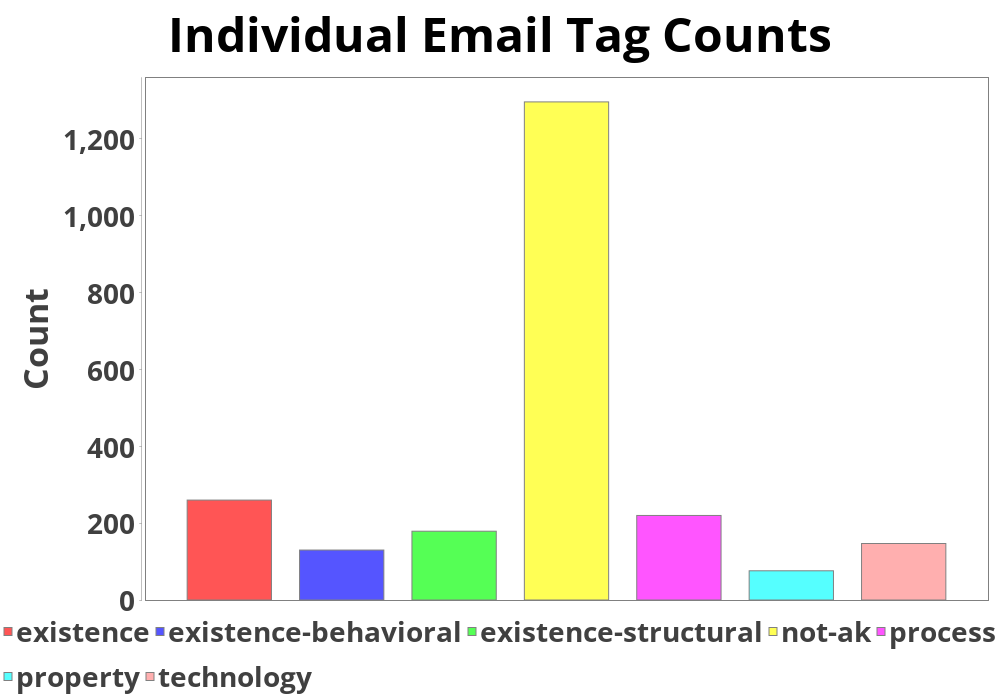 Individual Email Tag Counts
Count
1,200
1,000
800
600
400
200
0
existence existence-behavioral existence-structural not-ak process
property technology